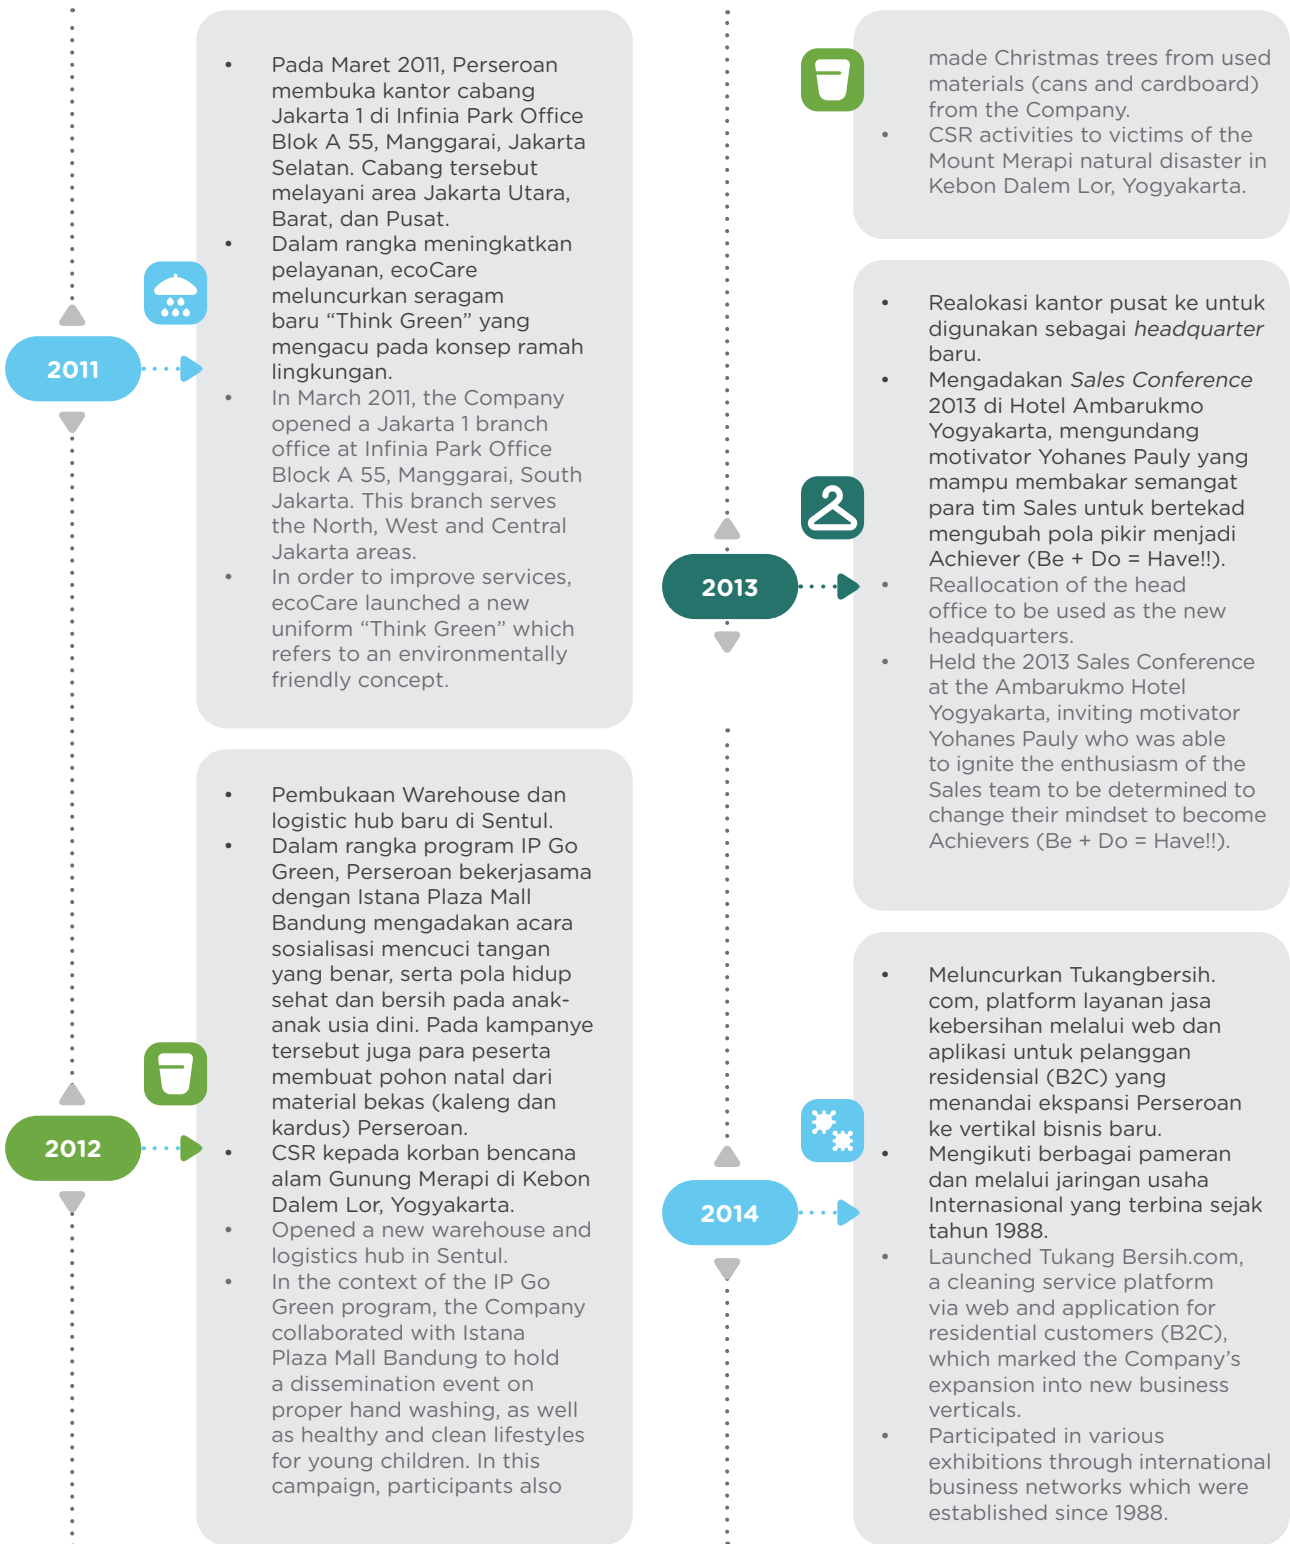 2011
• Pada Maret 2011, Perseroan
membuka kantor cabang
Jakarta 1 di Infinia Park Office
Blok A 55, Manggarai, Jakarta
Selatan. Cabang tersebut
melayani area Jakarta Utara,
Barat, dan Pusat.
• Dalam rangka meningkatkan
pelayanan, ecoCare
meluncurkan seragam
baru “Think Green” yang
mengacu pada konsep ramah
lingkungan.
• In March 2011, the Company
opened a Jakarta 1 branch
office at Infinia Park Office
Block A 55, Manggarai, South
Jakarta. This branch serves
the North, West and Central
Jakarta areas.
• In order to improve services,
ecoCare launched a new
uniform “Think Green” which
refers to an environmentally
friendly concept.
2012
• Pembukaan Warehouse dan
logistic hub baru di Sentul.
• Dalam rangka program IP Go
Green, Perseroan bekerjasama
dengan Istana Plaza Mall
Bandung mengadakan acara
sosialisasi mencuci tangan
yang benar, serta pola hidup
sehat dan bersih pada anak-
anak usia dini. Pada kampanye
tersebut juga para peserta
membuat pohon natal dari
material bekas (kaleng dan
kardus) Perseroan.
• CSR kepada korban bencana
alam Gunung Merapi di Kebon
Dalem Lor, Yogyakarta.
• Opened a new warehouse and
logistics hub in Sentul.
• In the context of the IP Go
Green program, the Company
collaborated with Istana
Plaza Mall Bandung to hold
a dissemination event on
proper hand washing, as well
as healthy and clean lifestyles
for young children. In this
campaign, participants also
made Christmas trees from used
materials (cans and cardboard)
from the Company.
• CSR activities to victims of the
Mount Merapi natural disaster in
Kebon Dalem Lor, Yogyakarta.
2013
• Realokasi kantor pusat ke untuk
digunakan sebagai headquarter
baru.
• Mengadakan Sales Conference
2013 di Hotel Ambarukmo
Yogyakarta, mengundang
motivator Yohanes Pauly yang
mampu membakar semangat
para tim Sales untuk bertekad
mengubah pola pikir menjadi
Achiever (Be + Do = Have!!).
• Reallocation of the head
office to be used as the new
headquarters.
• Held the 2013 Sales Conference
at the Ambarukmo Hotel
Yogyakarta, inviting motivator
Yohanes Pauly who was able
to ignite the enthusiasm of the
Sales team to be determined to
change their mindset to become
Achievers (Be + Do = Have!!).
2014
• Meluncurkan Tukangbersih.
com, platform layanan jasa
kebersihan melalui web dan
aplikasi untuk pelanggan
residensial (B2C) yang
menandai ekspansi Perseroan
ke vertikal bisnis baru.
• Mengikuti berbagai pameran
dan melalui jaringan usaha
Internasional yang terbina sejak
tahun 1988.
• Launched Tukang Bersih.com,
a cleaning service platform
via web and application for
residential customers (B2C),
which marked the Company’s
expansion into new business
verticals.
• Participated in various
exhibitions through international
business networks which were
established since 1988.